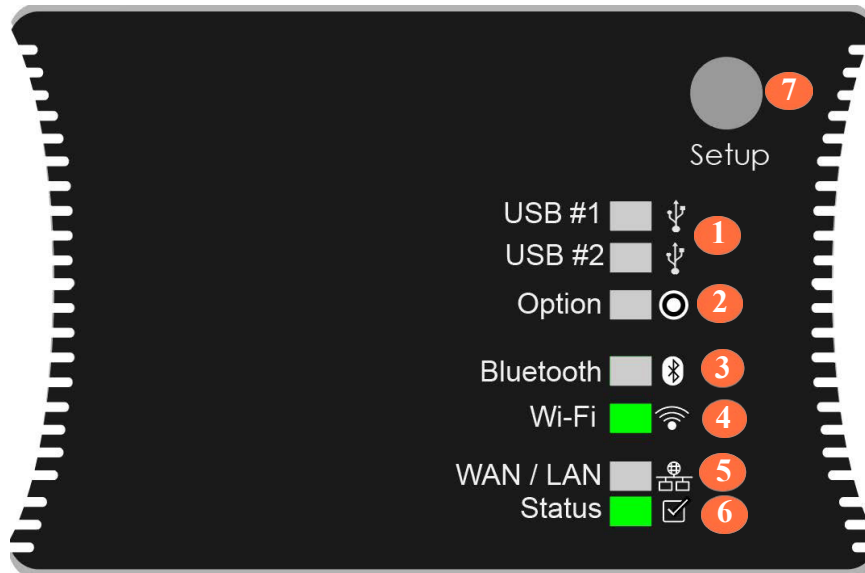 7
Setup
USB #1
1
USB #2
Option 2
Bluetooth 3
Wi-Fi 4
WAN / LAN 5
Status 6